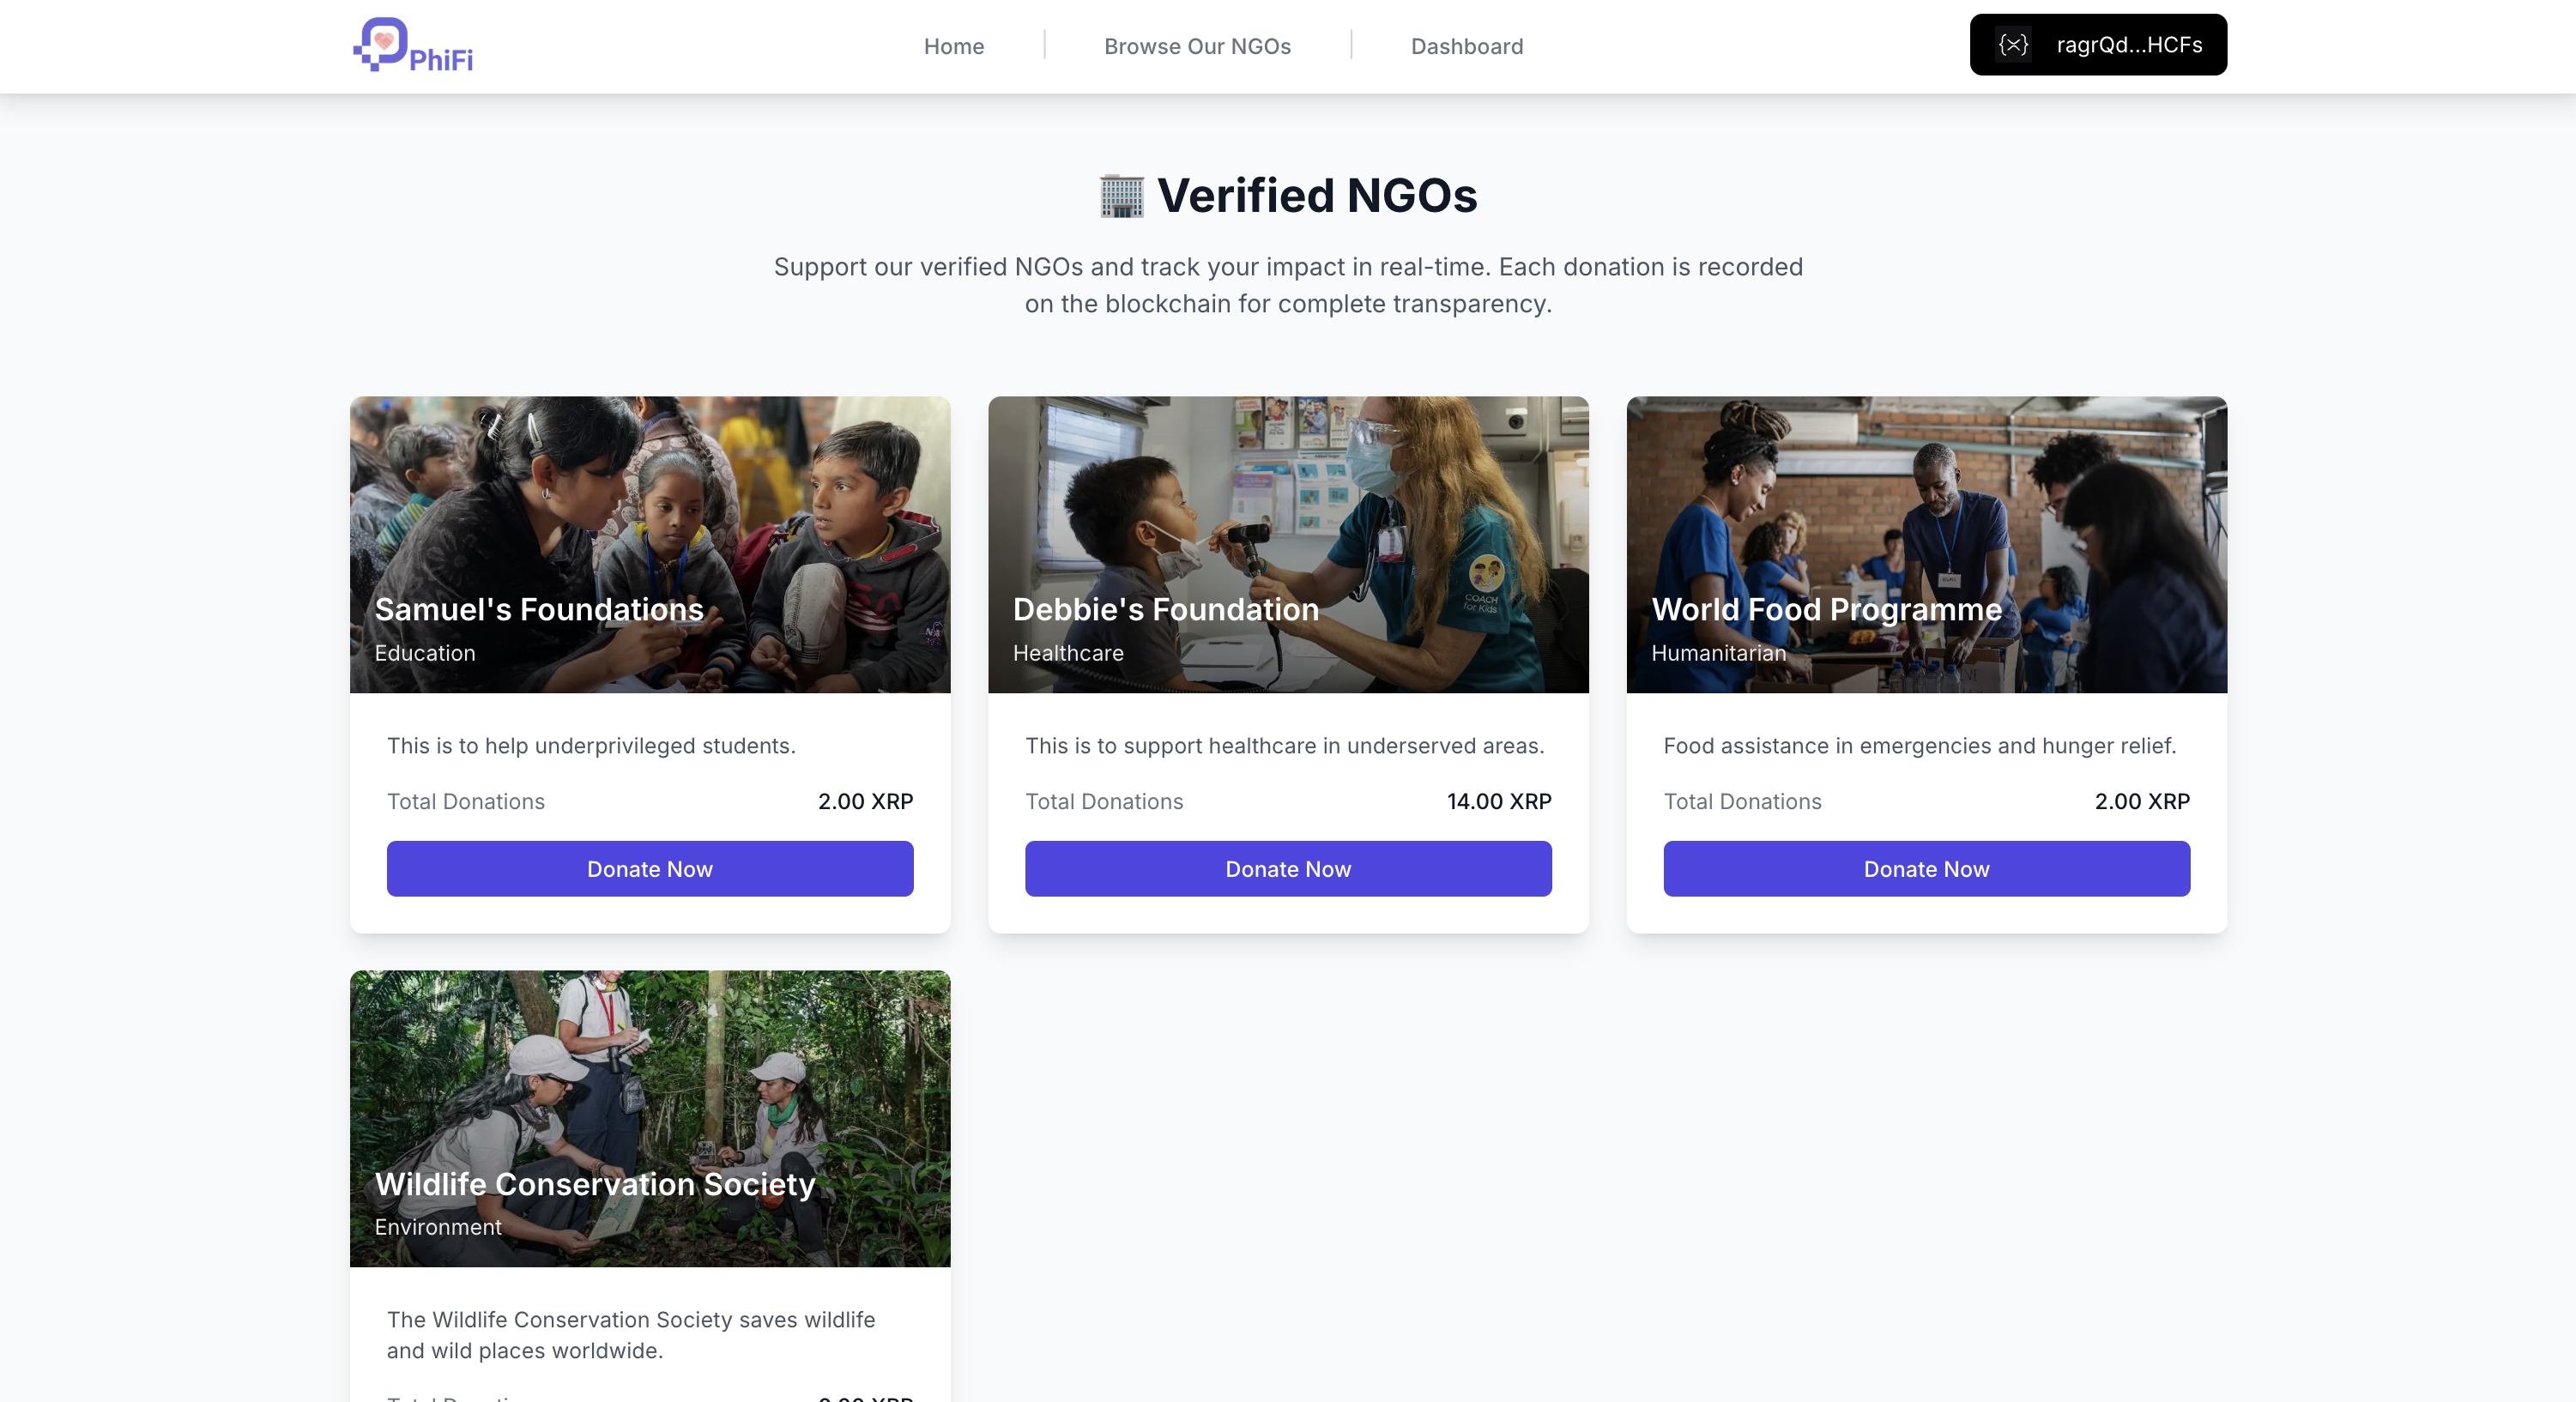 PhiFi
Home
Browse Our NGOs
Dashboard
ragrQd...HCFs
Verified NGOs
Support our verified NGOs and track your impact in real-time. Each donation is recorded
on the blockchain for complete transparency.
Samuel's Foundations
Education
This is to help underprivileged students.
Total Donations 2.00 XRP
Donate Now
COACH
for Kids
Debbie's Foundation
Healthcare
This is to support healthcare in underserved areas.
Total Donations 14.00 XRP
Donate Now
World Food Programme
Humanitarian
Food assistance in emergencies and hunger relief.
Total Donations 2.00 XRP
Donate Now
Wildlife Conservation Society
Environment
The Wildlife Conservation Society saves wildlife
and wild places worldwide.